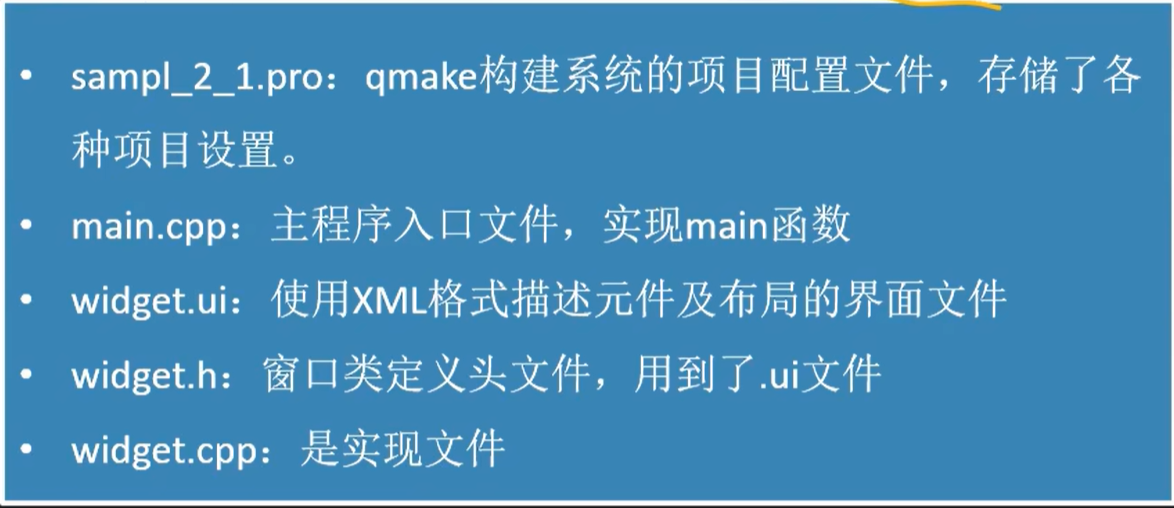 • sampl_2_1.pro：qmake构建系统的项目配置文件，存储了各
种项目设置。
• main.cpp：主程序入口文件，实现main函数
• widget.ui：使用XML格式描述元件及布局的界面文件
• widget.h：窗口类定义头文件，用到了.ui文件
• widget.cpp：是实现文件